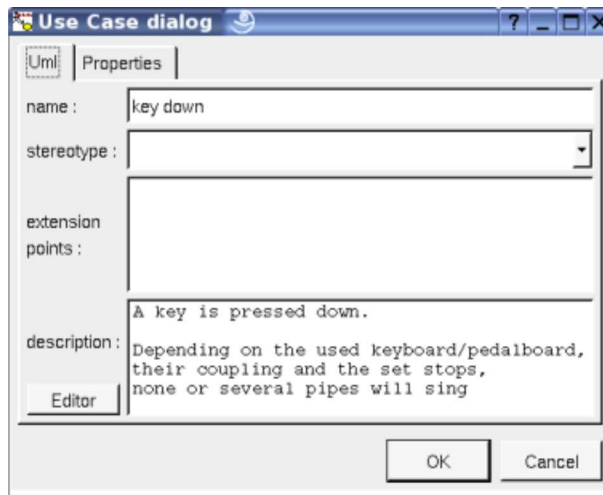 Use Case dialog
Uml Properties
name : key down
stereotype :
extension
points :
description :
A key is pressed down.
Depending on the used keyboard/pedalboard,
their coupling and the set stops,
none or several pipes will sing
Editor
OK Cancel